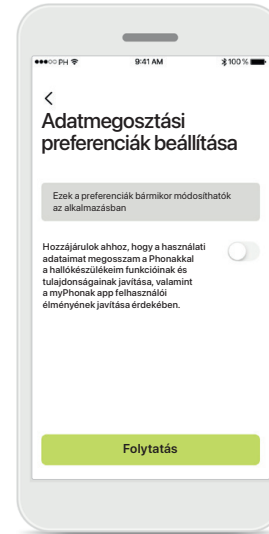 PH 9:41 AM 100 %
Adatmegosztási
preferenciák beállítása
Ezek a preferenciák bármikor módosíthatók
az alkalmazásban
Hozzájárulok ahhoz, hogy a használati
adataimat megosszam a Phonakkal
a hallókészülékeim funkcióinak és
tulajdonságainak javítása, valamint
a myPhonak app felhasználói
élményének javítása érdekében.
Folytatás